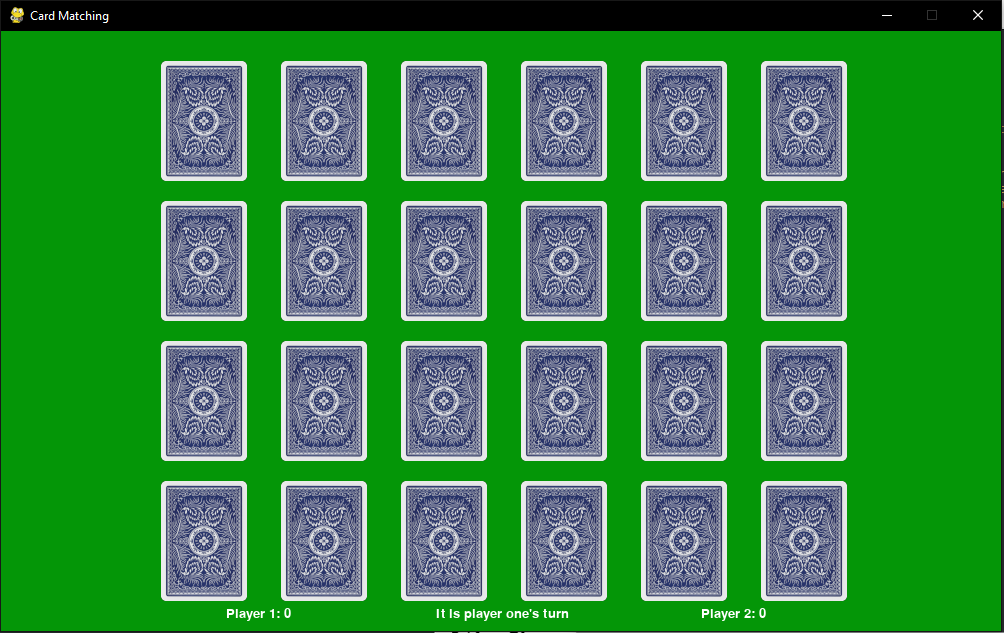 Card Matching
Player 1: 0 It is player one's turn Player 2: 0